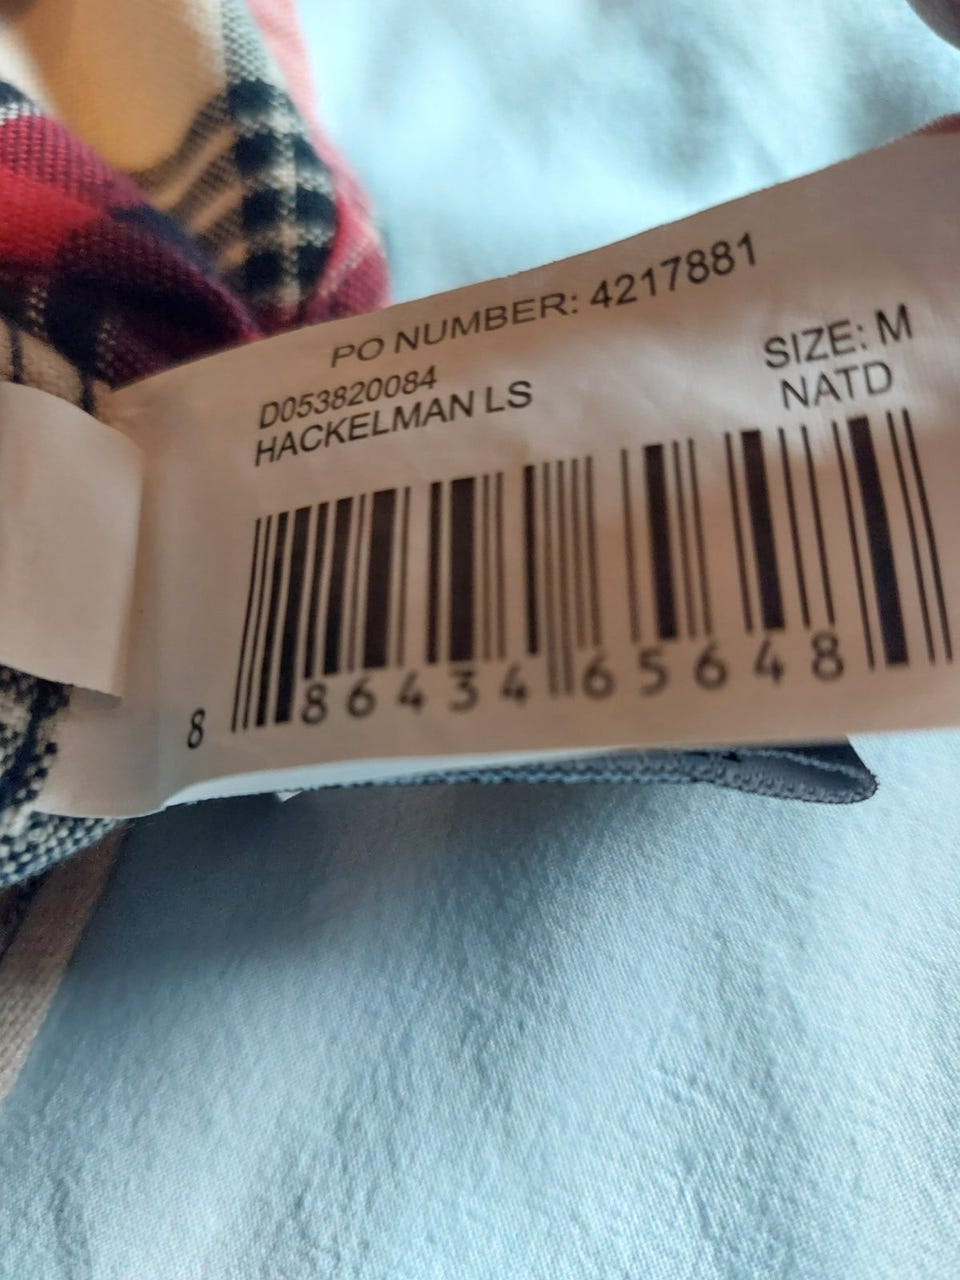 PO NUMBER: 4217881
D053820084
SIZE: M
HACKELMAN LS
NATD
8 86434 65648